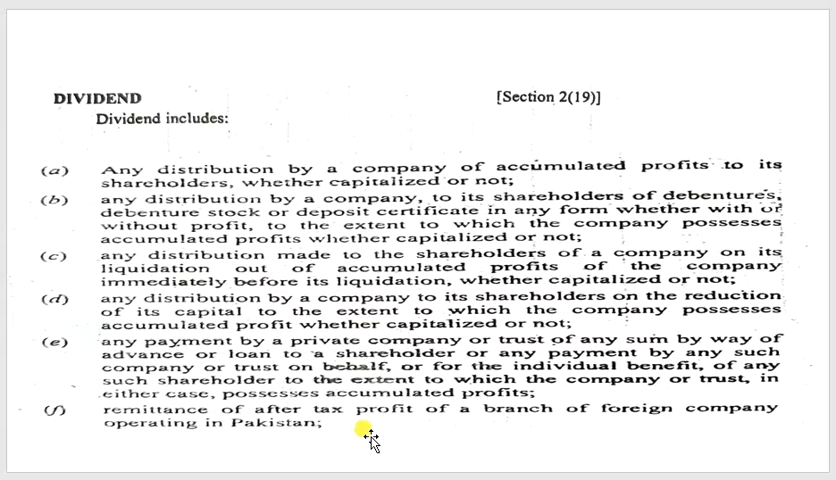 DIVIDEND [Section 2(19)]
Dividend includes:
(a) Any distribution by a company of accumulated profits to its
shareholders, whether capitalized or not;
(b) any distribution by a company, to its shareholders of debentures,
debenture stock or deposit certificate in any form whether with or
without profit, to the extent to which the company possesses
accumulated profits whether capitalized or not;
(c) any distribution made to the shareholders of a company on its
liquidation out of accumulated profits of the company
immediately before its liquidation, whether capitalized or not;
(d) any distribution by a company to its shareholders on the reduction
of its capital to the extent to which the company possesses
accumulated profit whether capitalized or not;
(e) any payment by a private company or trust of any sum by way of
advance or loan to a shareholder or any payment by any such
company or trust on behalf, or for the individual benefit, of any
such shareholder to the extent to which the company or trust, in
either case, possesses accumulated profits;
(f) remittance of after tax profit of a branch of foreign company
operating in Pakistan;